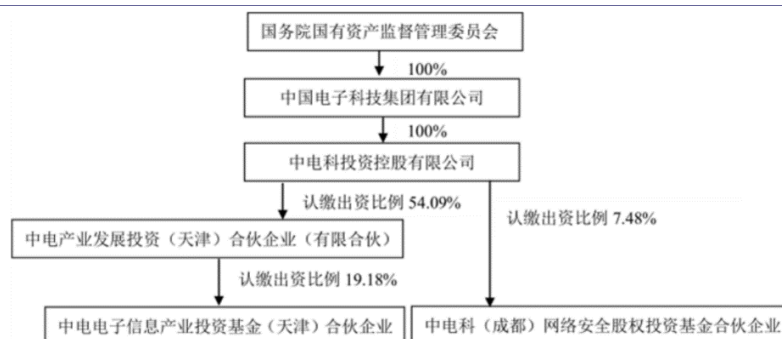 国务院国有资产监督管理委员会
100%
中国电子科技集团有限公司
100%
中电科投资控股有限公司
认缴出资比例 54.09%
认缴出资比例 7.48%
中电产业发展投资（天津）合伙企业（有限合伙）
认缴出资比例 19.18%
中电电子信息产业投资基金（天津）合伙企业
中电科（成都）网络安全股权投资基金合伙企业